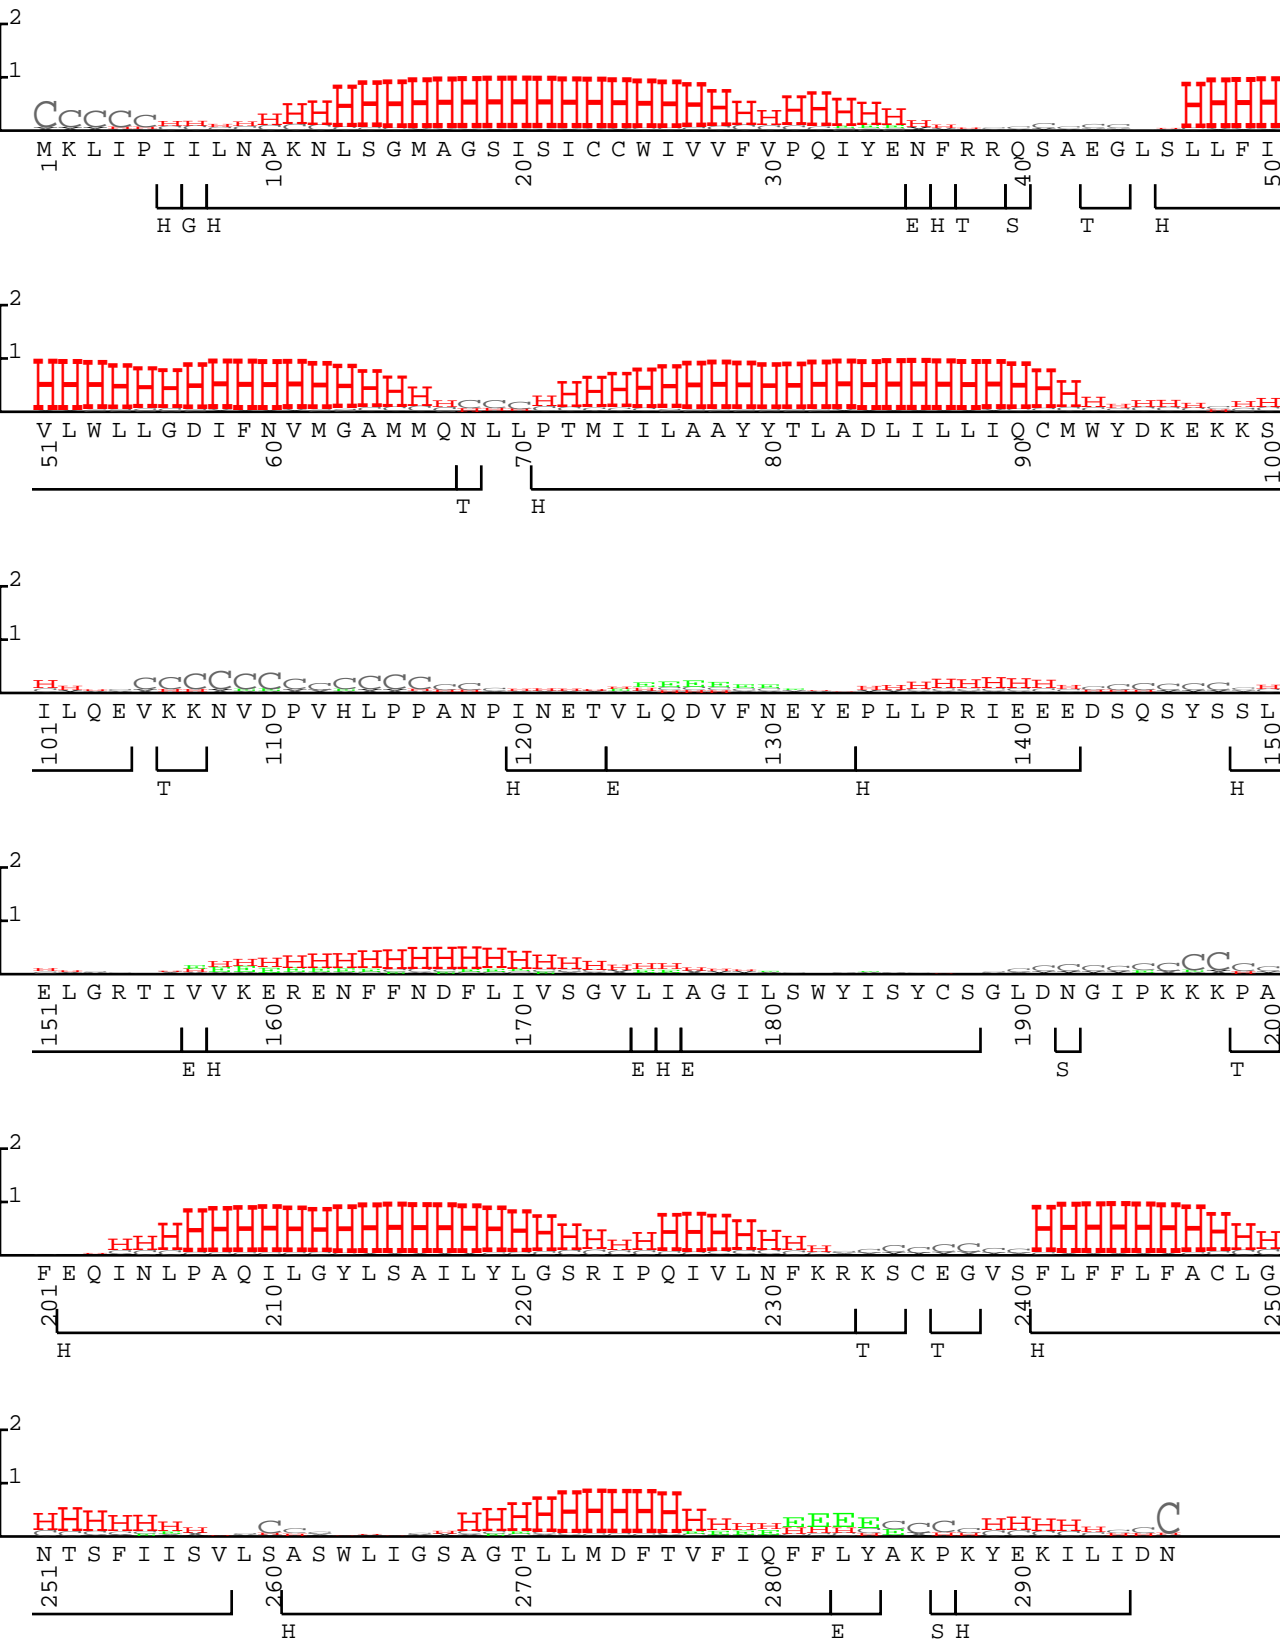 2
1
M K L I P I I L N A K N L S G M A G S I S I C C W I V V F V P Q I Y E N F R R Q S A E G L S L L F I
1 10 20 30 40 50
H G H E H T S T H
2
1
V L W L L G D I F N V M G A M M Q N L L P T M I I L A A Y Y T L A D L I L L I Q C M W Y D K E K K S
51 60 70 80 90 100
T H
2
1
I L Q E V K K N V D P V H L P P A N P I N E T V L Q D V F N E Y E P L L P R I E E E D S Q S Y S S L
101 110 120 130 140 150
T H E H H
2
1
E L G R T I V V K E R E N F F N D F L I V S G V L I A G I L S W Y I S Y C S G L D N G I P K K K P A
151 160 170 180 190 200
E H E H E S T
2
1
F E Q I N L P A Q I L G Y L S A I L Y L G S R I P Q I V L N F K R K S C E G V S F L F F L F A C L G
201 210 220 230 240 250
H T T H
2
1
N T S F I I S V L S A S W L I G S A G T L L M D F T V F I Q F F L Y A K P K Y E K I L I D N
251 260 270 280 290
H E S H